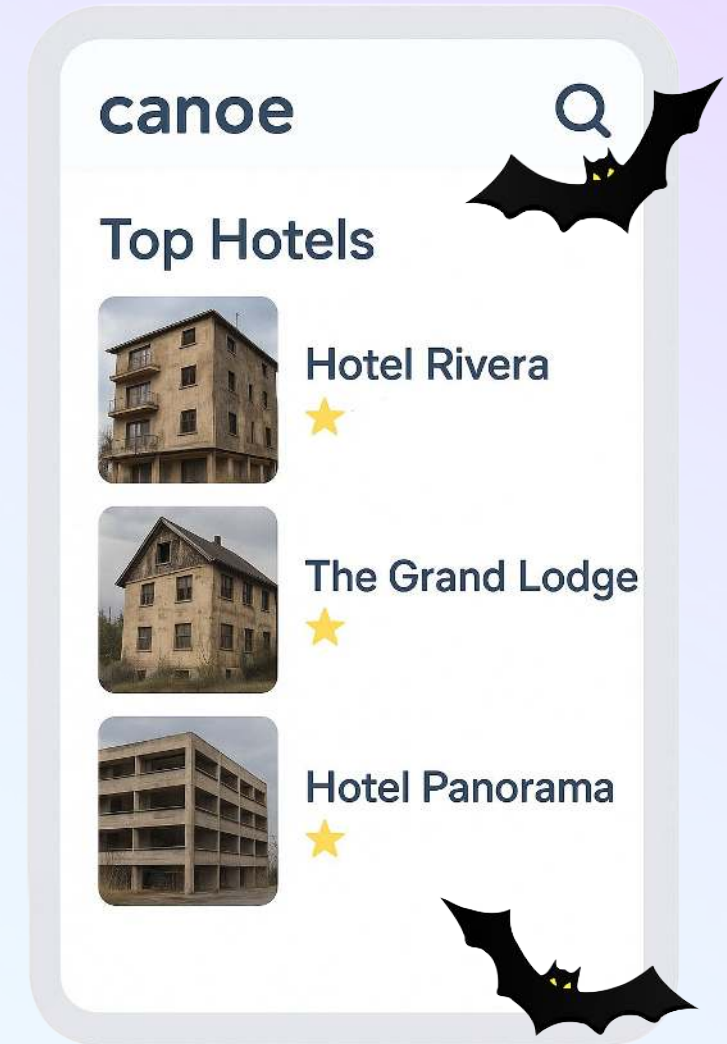 canoe
Top Hotels
Hotel Rivera
The Grand Lodge
Hotel Panorama